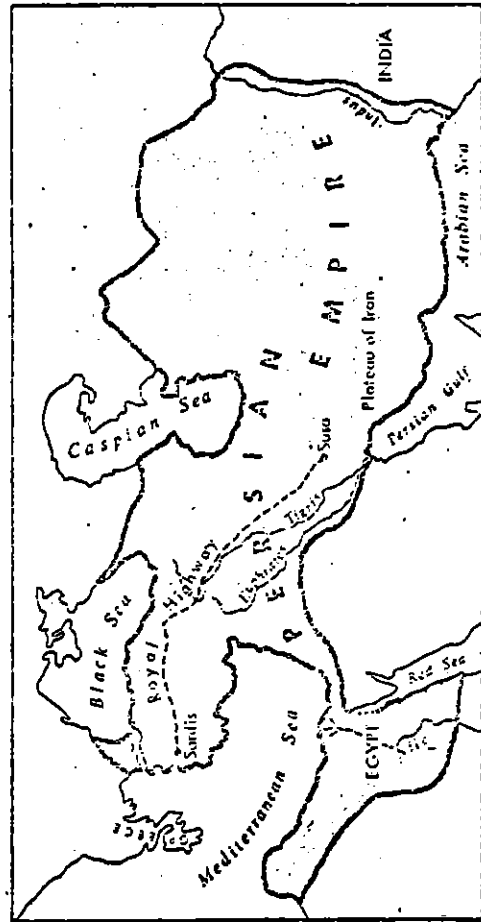 Black Sea
Caspian Sea
GREECE
Royal Highway
Sardis
PERSIAN EMPIRE
Mediterranean Sea
Euphrates
Tigris
Susa
Plateau of Iran
Indus
INDIA
EGYPT
Red Sea
Persian Gulf
Arabian Sea